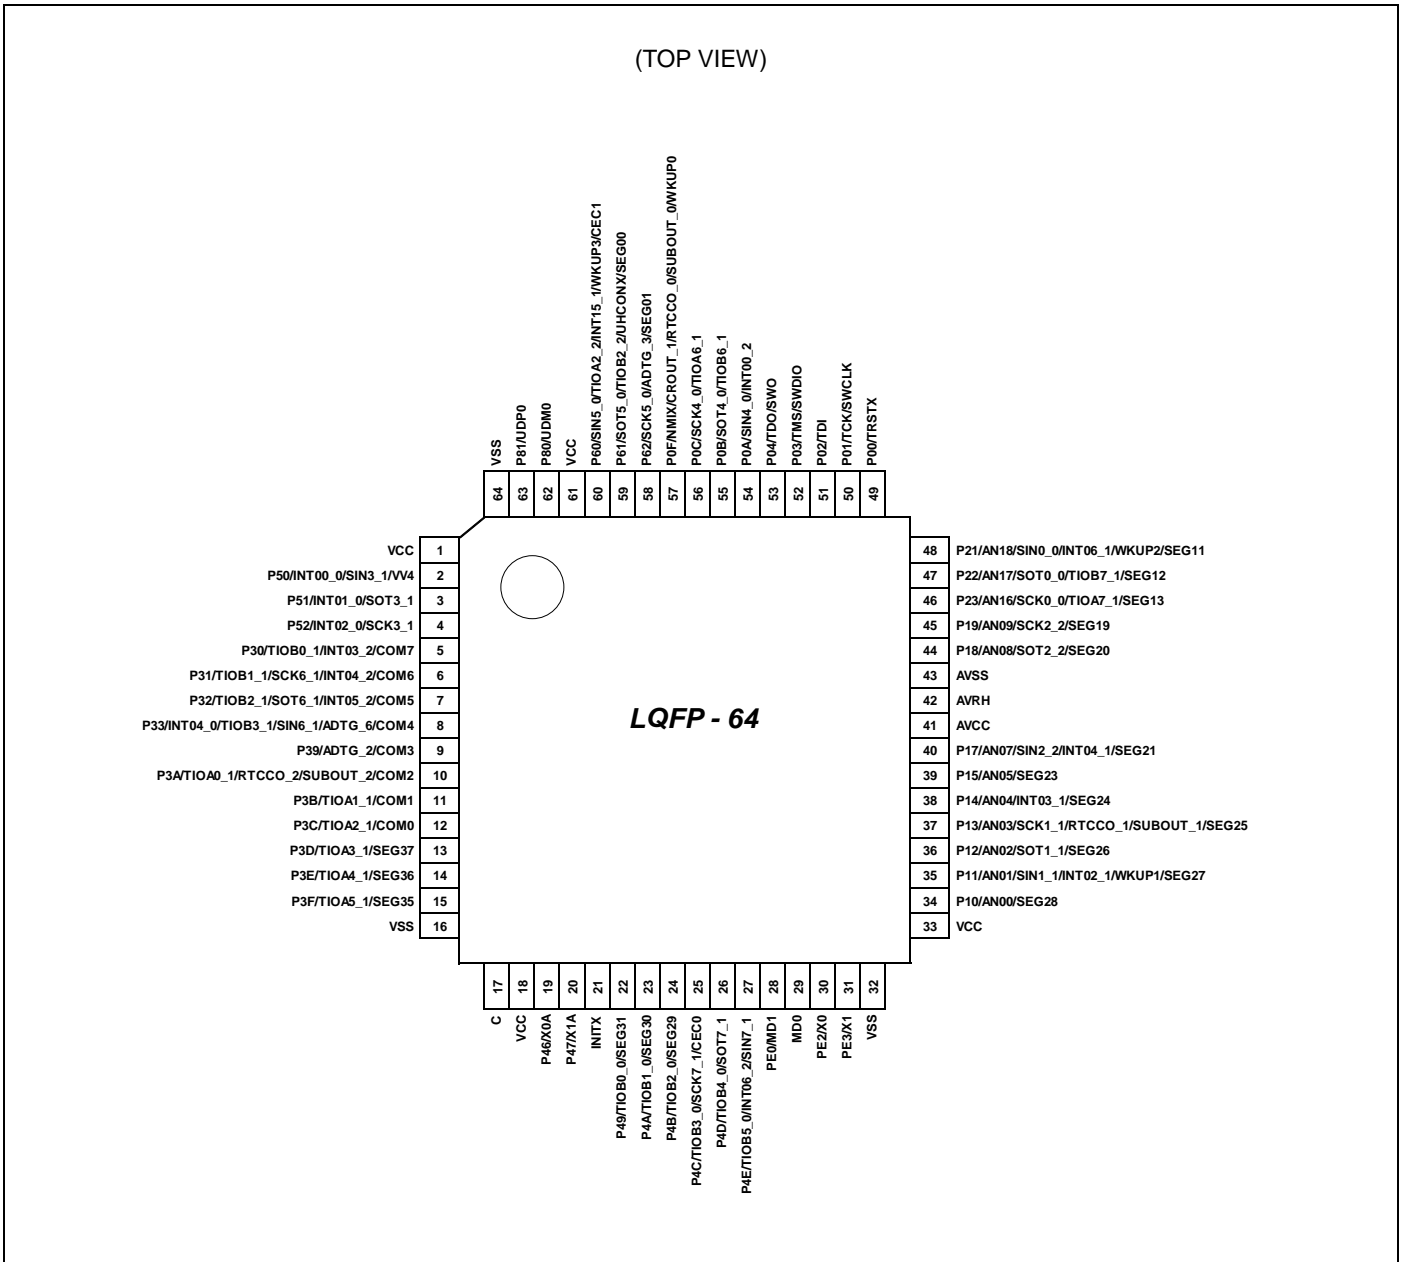 (TOP VIEW)
VSS
P81/UDP0
P80/UDM0
VCC
P60/SIN5_0/TIOA2_2/INT15_1/WKUP3/CEC1
P61/SOT5_0/TIOB2_2/UHCONX/SEG00
P62/SCK5_0/ADTG_3/SEG01
P0F/NMIX/CROUT_1/RTCCO_0/SUBOUT_0/WKUP0
P0C/SCK4_0/TIOA6_1
P0B/SOT4_0/TIOB6_1
P0A/SIN4_0/INT00_2
P04/TDO/SWO
P03/TMS/SWDIO
P02/TDI
P01/TCK/SWCLK
P00/TRSTX
64 63 62 61 60 59 58 57 56 55 54 53 52 51 50 49
VCC 1
P50/INT00_0/SIN3_1/VV4 2
P51/INT01_0/SOT3_1 3
P52/INT02_0/SCK3_1 4
P30/TIOB0_1/INT03_2/COM7 5
P31/TIOB1_1/SCK6_1/INT04_2/COM6 6
P32/TIOB2_1/SOT6_1/INT05_2/COM5 7
P33/INT04_0/TIOB3_1/SIN6_1/ADTG_6/COM4 8
P39/ADTG_2/COM3 9
P3A/TIOA0_1/RTCCO_2/SUBOUT_2/COM2 10
P3B/TIOA1_1/COM1 11
P3C/TIOA2_1/COM0 12
P3D/TIOA3_1/SEG37 13
P3E/TIOA4_1/SEG36 14
P3F/TIOA5_1/SEG35 15
VSS 16
LQFP - 64
48 P21/AN18/SIN0_0/INT06_1/WKUP2/SEG11
47 P22/AN17/SOT0_0/TIOB7_1/SEG12
46 P23/AN16/SCK0_0/TIOA7_1/SEG13
45 P19/AN09/SCK2_2/SEG19
44 P18/AN08/SOT2_2/SEG20
43 AVSS
42 AVRH
41 AVCC
40 P17/AN07/SIN2_2/INT04_1/SEG21
39 P15/AN05/SEG23
38 P14/AN04/INT03_1/SEG24
37 P13/AN03/SCK1_1/RTCCO_1/SUBOUT_1/SEG25
36 P12/AN02/SOT1_1/SEG26
35 P11/AN01/SIN1_1/INT02_1/WKUP1/SEG27
34 P10/AN00/SEG28
33 VCC
17 18 19 20 21 22 23 24 25 26 27 28 29 30 31 32
C
VCC
P46/X0A
P47/X1A
INITX
P49/TIOB0_0/SEG31
P4A/TIOB1_0/SEG30
P4B/TIOB2_0/SEG29
P4C/TIOB3_0/SCK7_1/CEC0
P4D/TIOB4_0/SOT7_1
P4E/TIOB5_0/INT06_2/SIN7_1
PE0/MD1
MD0
PE2/X0
PE3/X1
VSS